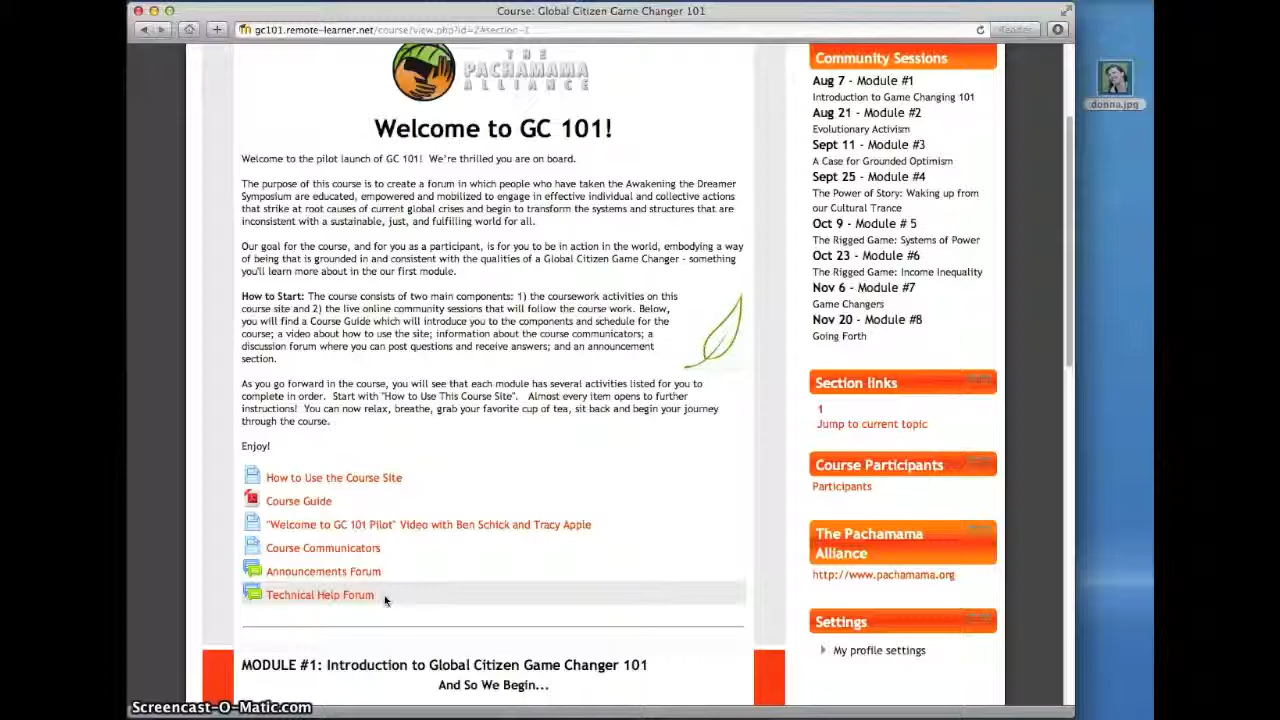 Course: Global Citizen Game Changer 101
gc101.remote-learner.net/course/view.php?id=2#section-1
Reader
THE
PACHAMAMA
ALLIANCE
Welcome to GC 101!
Welcome to the pilot launch of GC 101!  We're thrilled you are on board.
The purpose of this course is to create a forum in which people who have taken the Awakening the Dreamer
Symposium are educated, empowered and mobilized to engage in effective individual and collective actions
that strike at root causes of current global crises and begin to transform the systems and structures that are
inconsistent with a sustainable, just, and fulfilling world for all.
Our goal for the course, and for you as a participant, is for you to be in action in the world, embodying a way
of being that is grounded in and consistent with the qualities of a Global Citizen Game Changer - something
you'll learn more about in the our first module.
How to Start: The course consists of two main components: 1) the coursework activities on this
course site and 2) the live online community sessions that will follow the course work. Below,
you will find a Course Guide which will introduce you to the components and schedule for the
course; a video about how to use the site; information about the course communicators; a
discussion forum where you can post questions and receive answers; and an announcement
section.
As you go forward in the course, you will see that each module has several activities listed for you to
complete in order.  Start with "How to Use This Course Site".   Almost every item opens to further
instructions!  You can now relax, breathe, grab your favorite cup of tea, sit back and begin your journey
through the course.
Enjoy!
How to Use the Course Site
Course Guide
"Welcome to GC 101 Pilot" Video with Ben Schick and Tracy Apple
Course Communicators
Announcements Forum
Technical Help Forum
MODULE #1: Introduction to Global Citizen Game Changer 101
And So We Begin...
Community Sessions
Aug 7 - Module #1
Introduction to Game Changing 101
Aug 21 - Module #2
Evolutionary Activism
Sept 11 - Module #3
A Case for Grounded Optimism
Sept 25 - Module #4
The Power of Story: Waking up from
our Cultural Trance
Oct 9 - Module # 5
The Rigged Game: Systems of Power
Oct 23 - Module #6
The Rigged Game: Income Inequality
Nov 6 - Module #7
Game Changers
Nov 20 - Module #8
Going Forth
Section links
1
Jump to current topic
Course Participants
Participants
The Pachamama
Alliance
http://www.pachamama.org
Settings
My profile settings
donna.jpg
Screencast-O-Matic.com